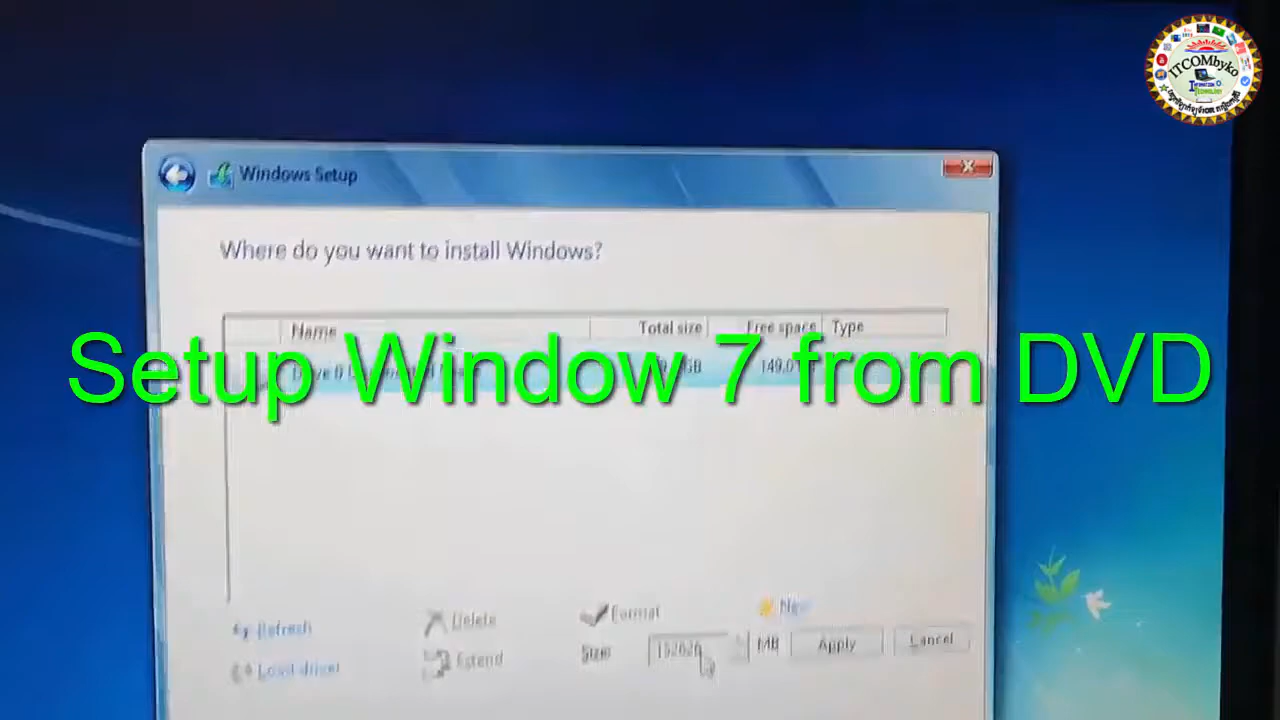 ITCOMbyko
Windows Setup
Where do you want to install Windows?
Name Total size Free space Type
Setup Window 7 from DVD
Refresh Delete Format New
Load driver Extend Size: MB Apply Cancel